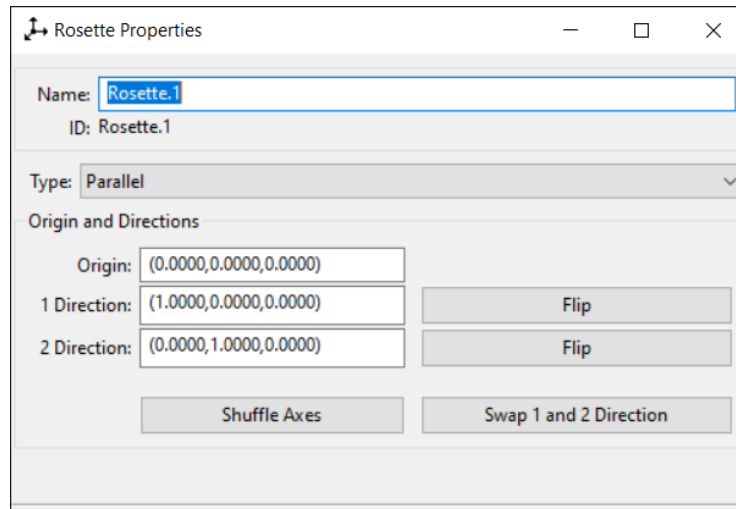 Rosette Properties
Name: Rosette.1
ID: Rosette.1
Type: Parallel
Origin and Directions
Origin: (0.0000,0.0000,0.0000)
1 Direction: (1.0000,0.0000,0.0000) Flip
2 Direction: (0.0000,1.0000,0.0000) Flip
Shuffle Axes Swap 1 and 2 Direction